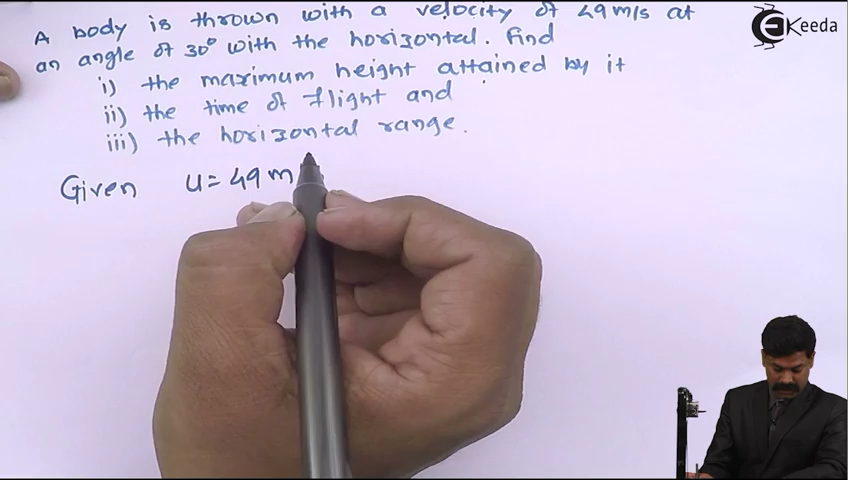 A body is thrown with a velocity of 49 m/s at
an angle of 30° with the horizontal. Find
i) the maximum height attained by it
ii) the time of flight and
iii) the horizontal range.
Given u = 49 m
Keeda